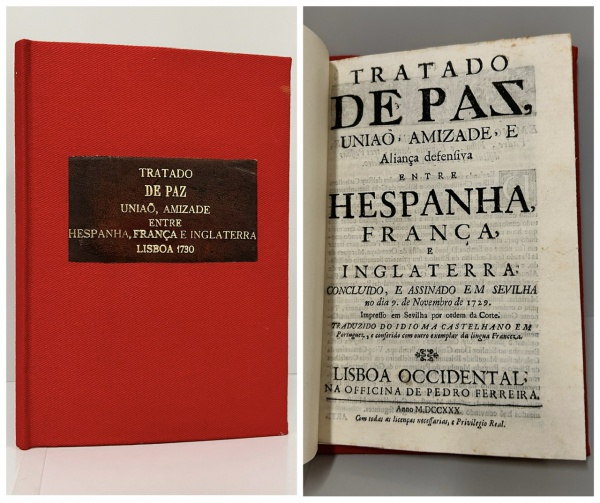 TRATADO
DE PAZ
UNIAÕ, AMIZADE
ENTRE
HESPANHA, FRANÇA E INGLATERRA
LISBOA 1730
TRATADO
DE PAZ,
UNIAÕ, AMIZADE, E
Aliança defensiva
ENTRE
HESPANHA,
FRANÇA,
E
INGLATERRA;
CONCLUIDO, E ASSINADO EM SEVILHA
no dia 9. de Novembro de 1729.
Impresso em Sevilha por ordem da Corte.
TRADUZIDO DO IDIOMA CASTELHANO EM
Portuguez, e conferido com outro exemplar da lingua Franceza.
LISBOA OCCIDENTAL;
NA OFFICINA DE PEDRO FERREIRA.
Anno M.DCCXXX.
Com todas as licenças necessarias, e Privilegio Real.